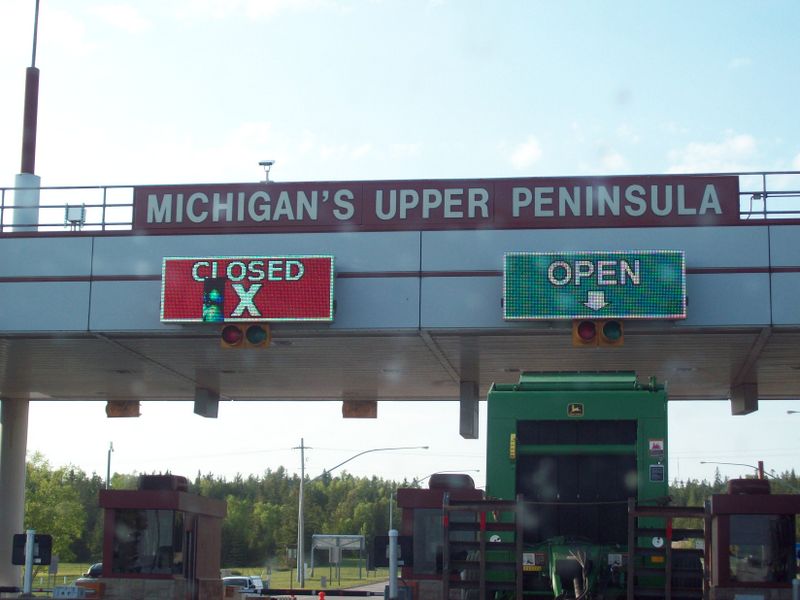 MICHIGAN'S UPPER PENINSULA
CLOSED
X
OPEN